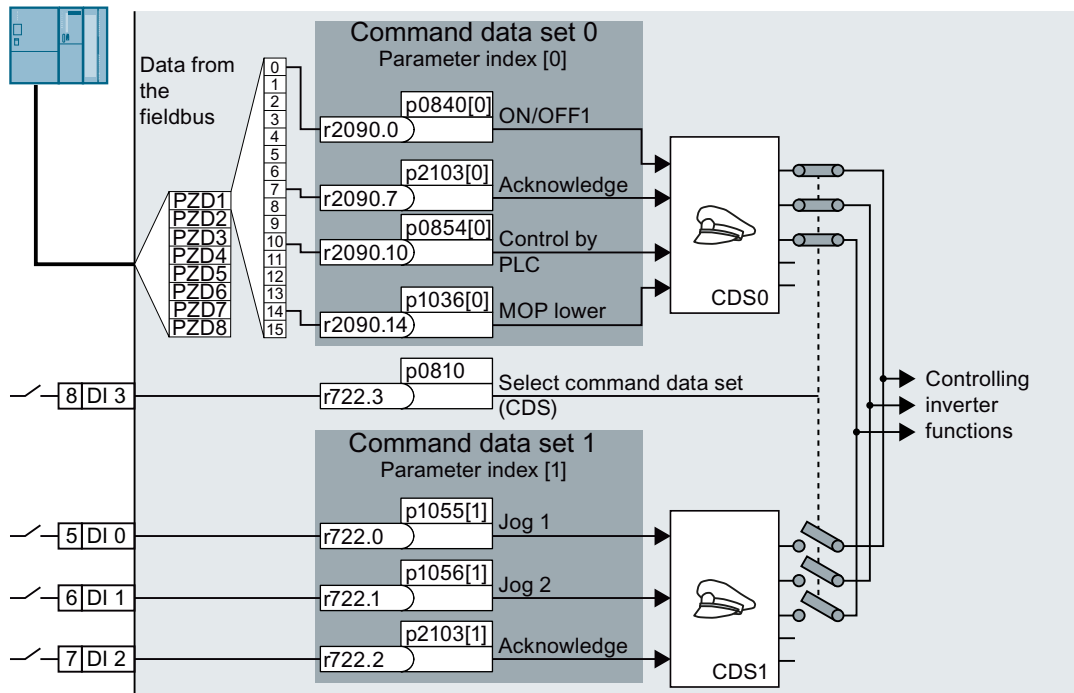 Command data set 0
Parameter index [0]
Data from
the
fieldbus
0
1
2
3
4
5
6
7
8
9
10
11
12
13
14
15
PZD1
PZD2
PZD3
PZD4
PZD5
PZD6
PZD7
PZD8
p0840[0]
r2090.0
ON/OFF1
p2103[0]
r2090.7
Acknowledge
p0854[0]
r2090.10
Control by
PLC
p1036[0]
r2090.14
MOP lower
CDS0
8 DI 3
p0810
r722.3
Select command data set
(CDS)
Controlling
inverter
functions
Command data set 1
Parameter index [1]
5 DI 0
p1055[1]
r722.0
Jog 1
6 DI 1
p1056[1]
r722.1
Jog 2
7 DI 2
p2103[1]
r722.2
Acknowledge
CDS1